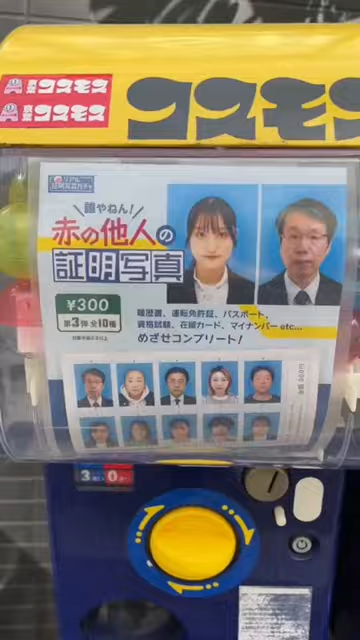 コスモス
コスモス
コスモス
誰やねん!
赤の他人の
証明写真
¥300
第3弾 全10種
履歴書、運転免許証、パスポート、
資格試験、在留カード、マイナンバー etc...
めざせコンプリート!
3 0